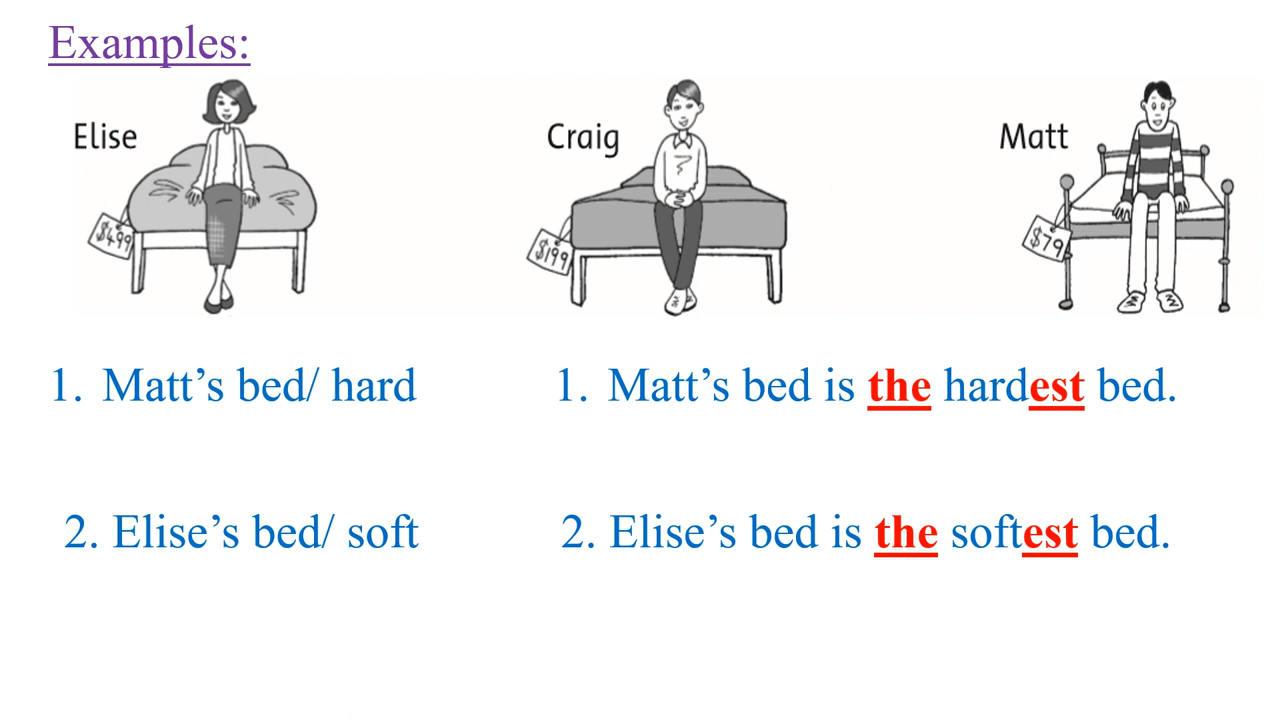 Examples:
Elise
Craig
Matt
$499
$199
$79
1. Matt’s bed/ hard
1. Matt’s bed is the hardest bed.
2. Elise’s bed/ soft
2. Elise’s bed is the softest bed.